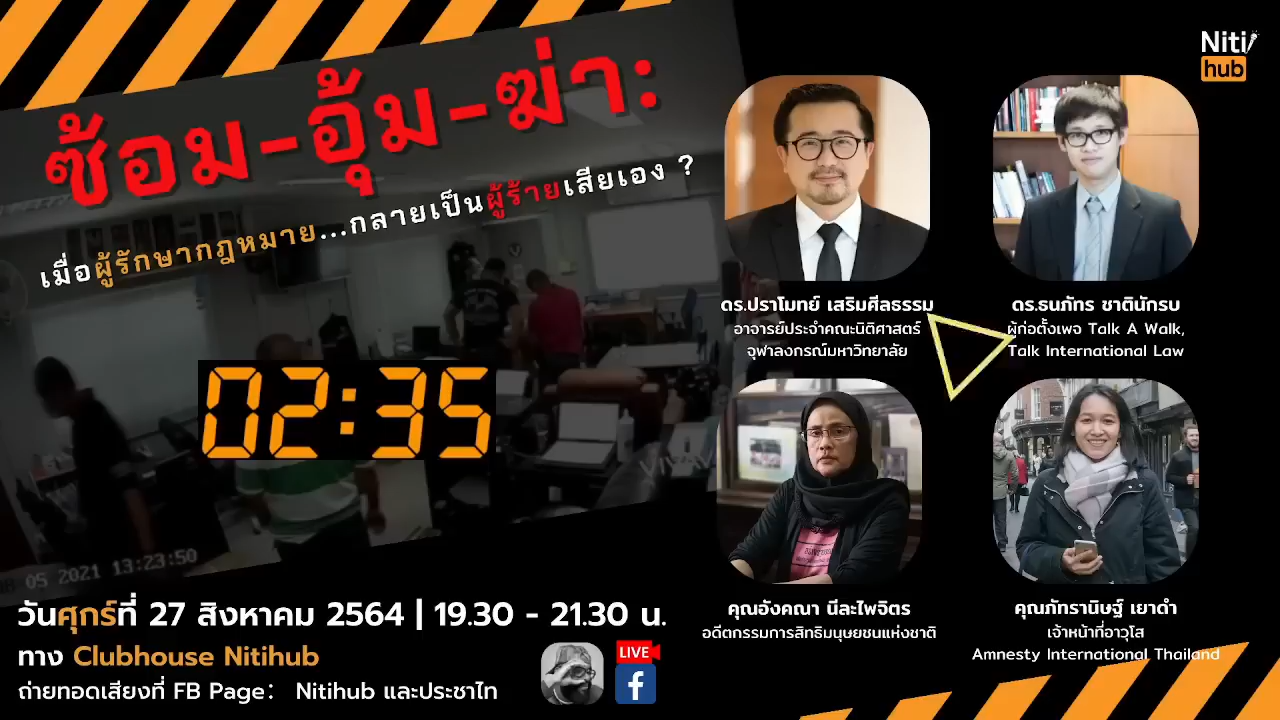 ซ้อม-อุ้ม-ฆ่า:
เมื่อผู้รักษากฎหมาย...กลายเป็นผู้ร้ายเสียเอง ?
02:35
08 05 2021 13:23:50
วันศุกร์ที่ 27 สิงหาคม 2564 | 19.30 - 21.30 น.
ทาง Clubhouse Nitihub
ถ่ายทอดเสียงที่ FB Page: Nitihub และประชาไท
LIVE
f
Niti
hub
ดร.ปราโมทย์ เสริมศีลธรรม
อาจารย์ประจำคณะนิติศาสตร์
จุฬาลงกรณ์มหาวิทยาลัย
ดร.ธนภัทร ชาตินักรบ
ผู้ก่อตั้งเพจ Talk A Walk,
Talk International Law
คุณอังคณา นีละไพจิตร
อดีตกรรมการสิทธิมนุษยชนแห่งชาติ
คุณภัทรานิษฐ์ เยาดำ
เจ้าหน้าที่อาวุโส
Amnesty International Thailand